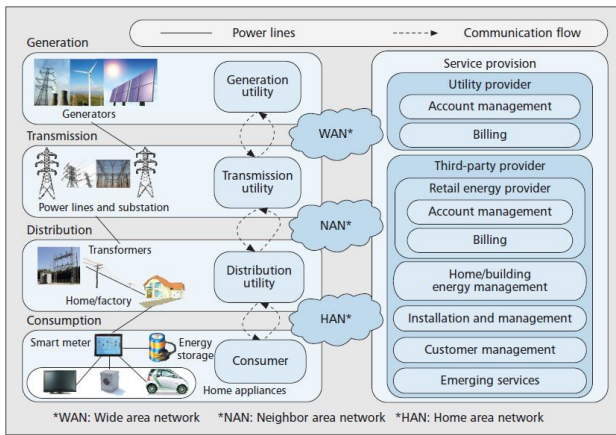 Power lines
Communication flow
Generation
Generators
Generation
utility
Transmission
Power lines and substation
Transmission
utility
Distribution
Transformers
Home/factory
Distribution
utility
Consumption
Smart meter
Energy
storage
Home appliances
Consumer
WAN*
NAN*
HAN*
Service provision
Utility provider
Account management
Billing
Third-party provider
Retail energy provider
Account management
Billing
Home/building
energy management
Installation and management
Customer management
Emerging services
*WAN: Wide area network *NAN: Neighbor area network *HAN: Home area network